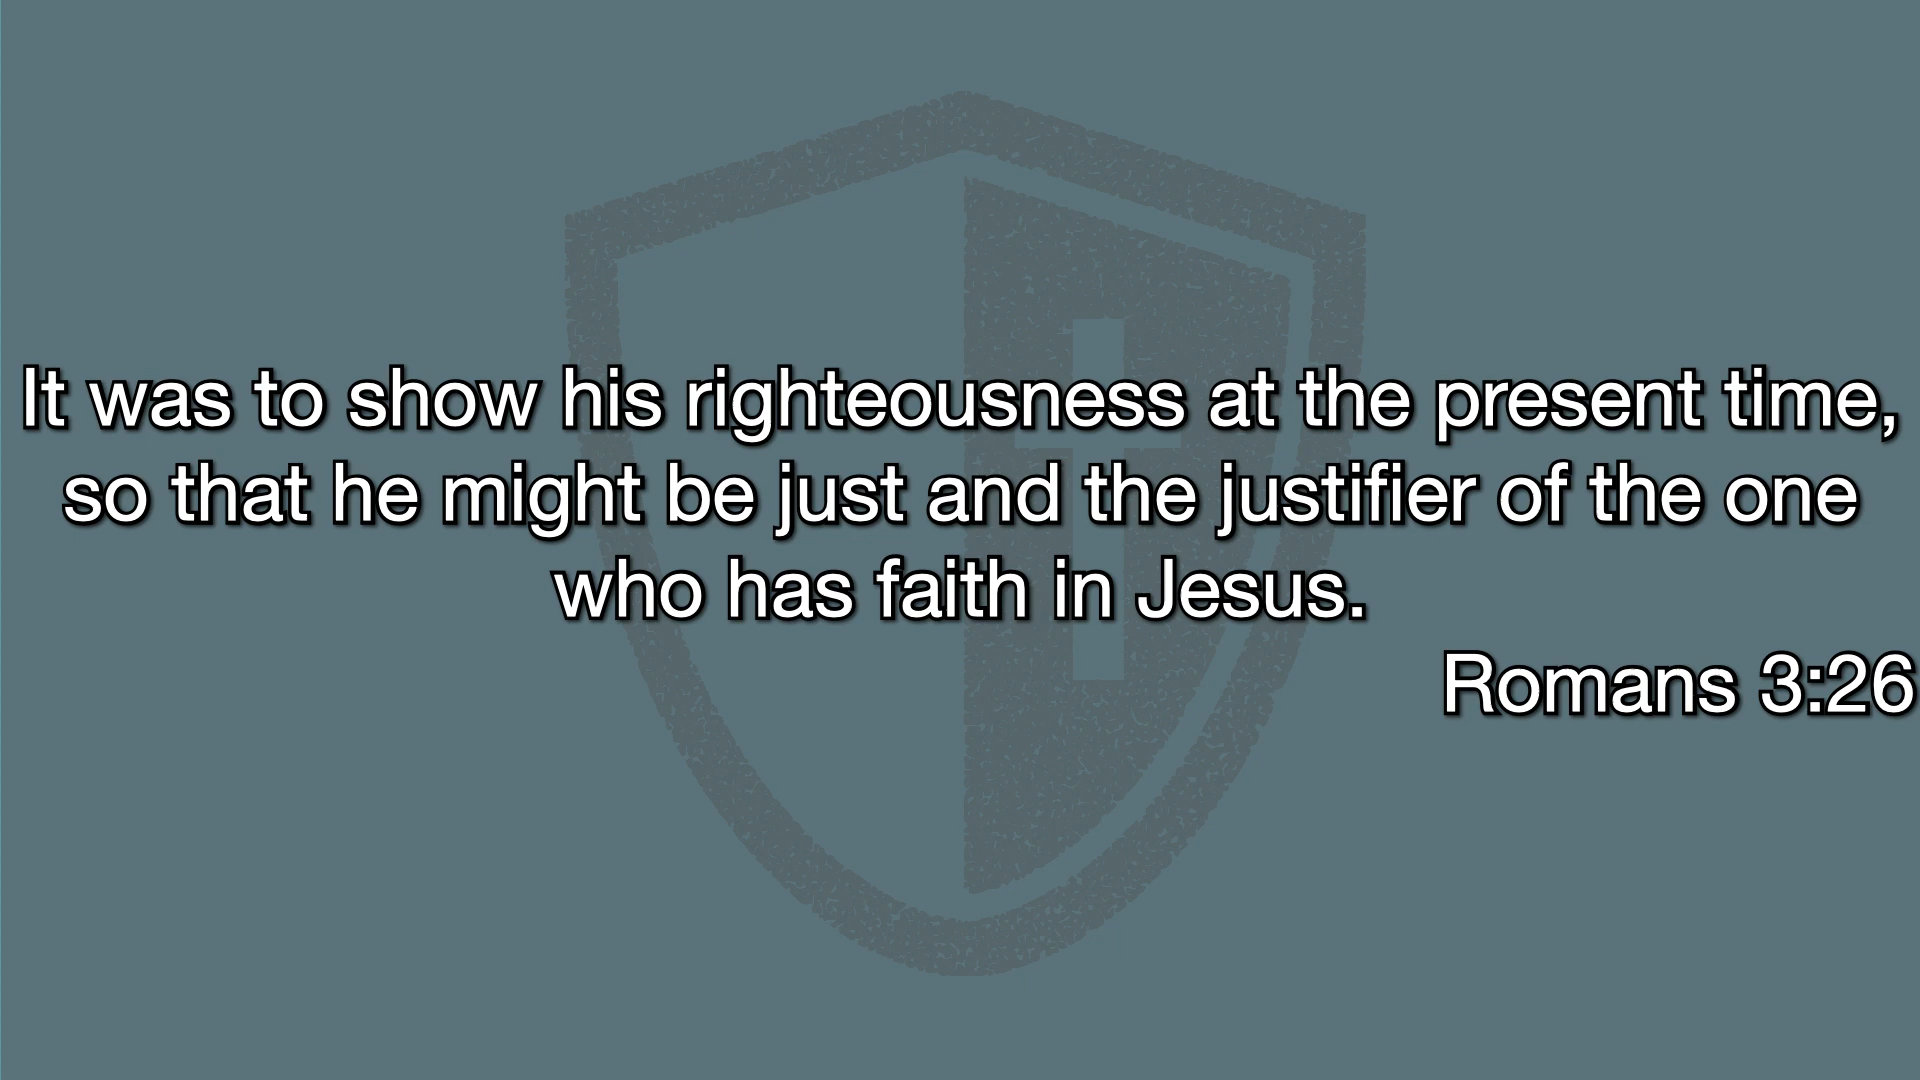 It was to show his righteousness at the present time,
so that he might be just and the justifier of the one
who has faith in Jesus.
Romans 3:26